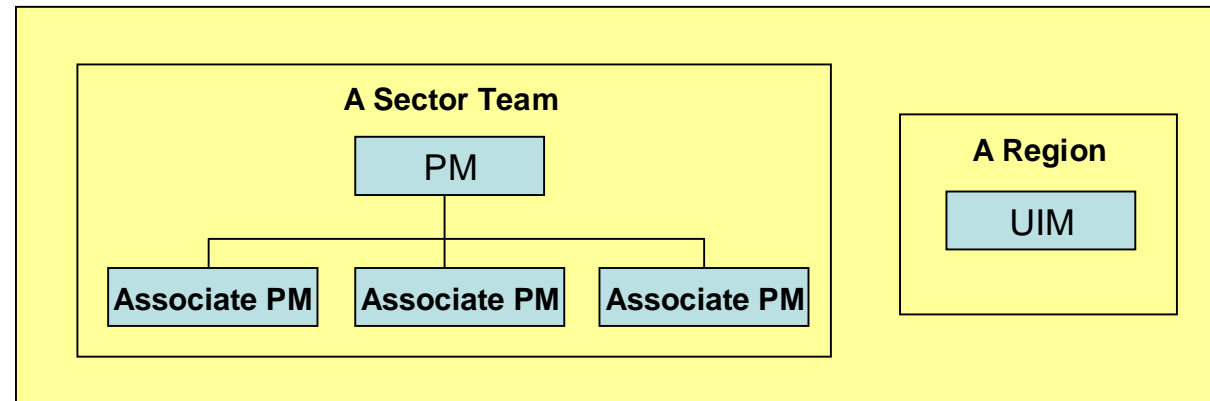 A Sector Team
PM
Associate PM
Associate PM
Associate PM
A Region
UIM